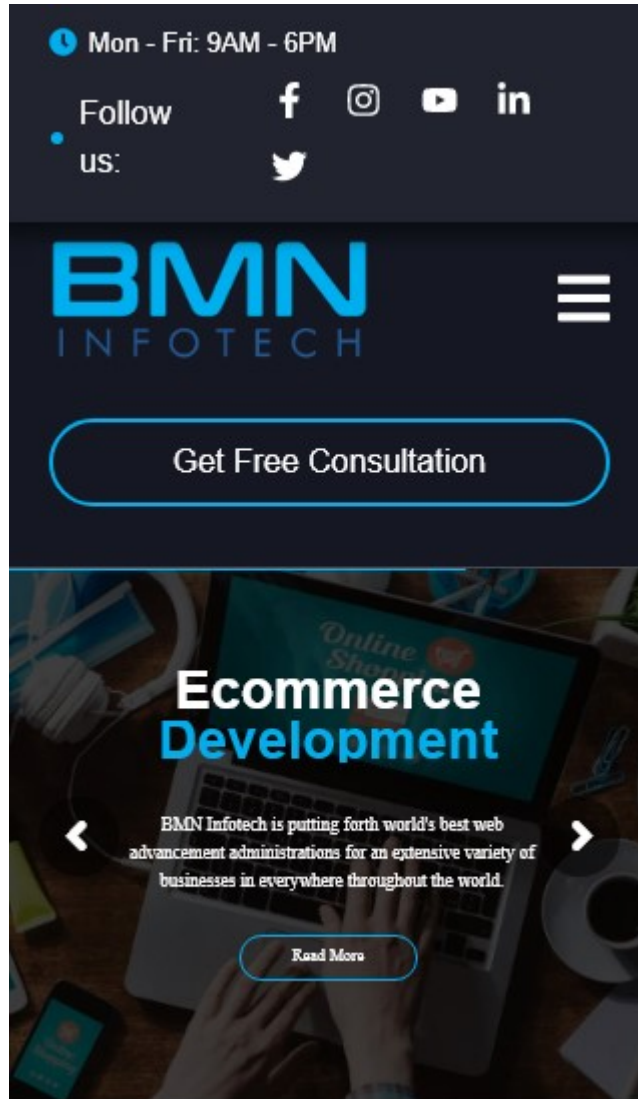 Mon - Fri: 9AM - 6PM
Follow
us:
BMN
INFOTECH
Get Free Consultation
Online
Ecommerce
Development
BMN Infotech is putting forth world's best web
advancement administrations for an extensive variety of
businesses in everywhere throughout the world.
Read More